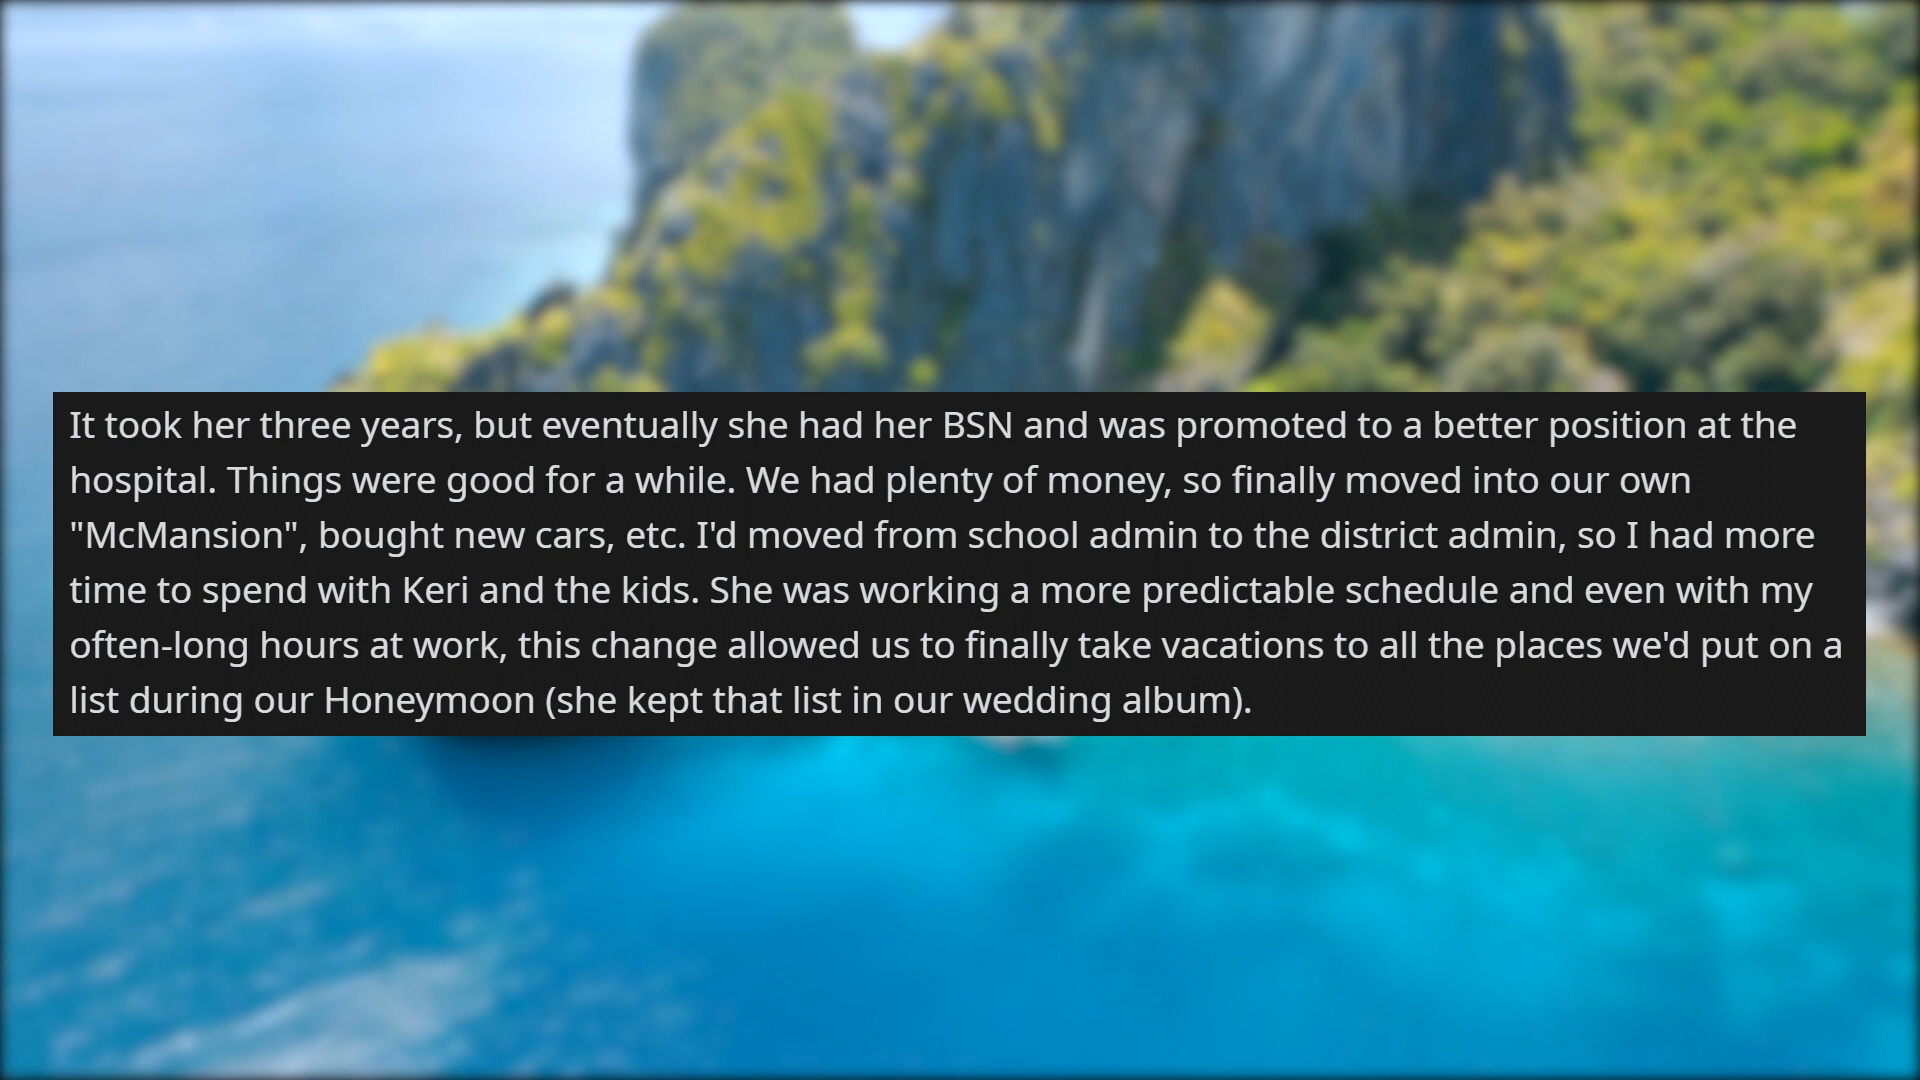 It took her three years, but eventually she had her BSN and was promoted to a better position at the
hospital. Things were good for a while. We had plenty of money, so finally moved into our own
"McMansion", bought new cars, etc. I'd moved from school admin to the district admin, so I had more
time to spend with Keri and the kids. She was working a more predictable schedule and even with my
often-long hours at work, this change allowed us to finally take vacations to all the places we'd put on a
list during our Honeymoon (she kept that list in our wedding album).